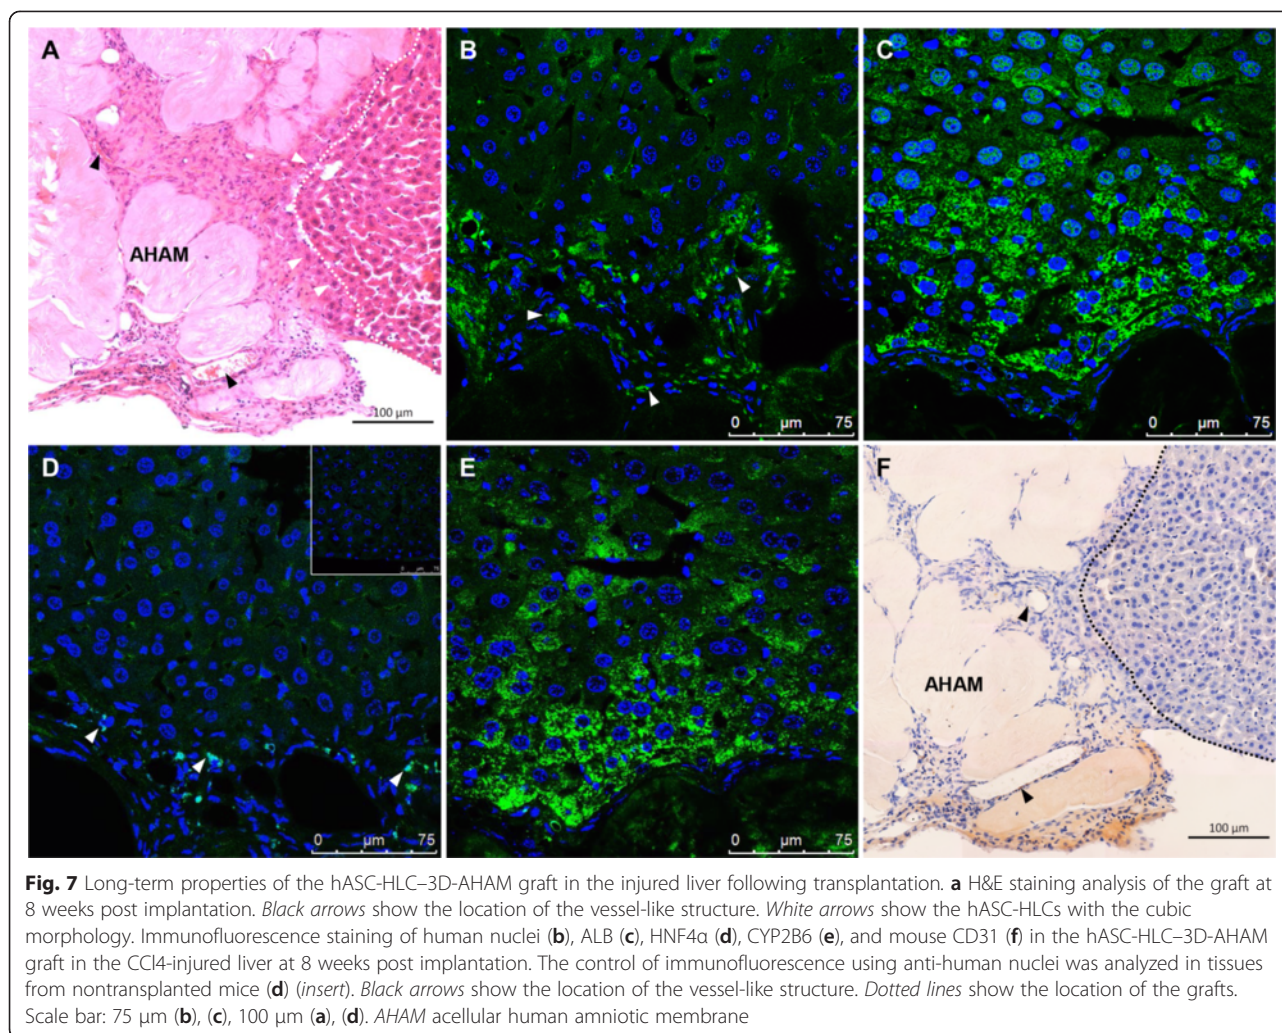 A
AHAM
100 μm
B
0 μm 75
C
0 μm 75
D
0 μm 75
E
0 μm 75
F
AHAM
100 μm
Fig. 7 Long-term properties of the hASC-HLC–3D-AHAM graft in the injured liver following transplantation. a H&E staining analysis of the graft at
8 weeks post implantation. Black arrows show the location of the vessel-like structure. White arrows show the hASC-HLCs with the cubic
morphology. Immunofluorescence staining of human nuclei (b), ALB (c), HNF4α (d), CYP2B6 (e), and mouse CD31 (f) in the hASC-HLC–3D-AHAM
graft in the CCl4-injured liver at 8 weeks post implantation. The control of immunofluorescence using anti-human nuclei was analyzed in tissues
from nontransplanted mice (d) (insert). Black arrows show the location of the vessel-like structure. Dotted lines show the location of the grafts.
Scale bar: 75 μm (b), (c), 100 μm (a), (d). AHAM acellular human amniotic membrane